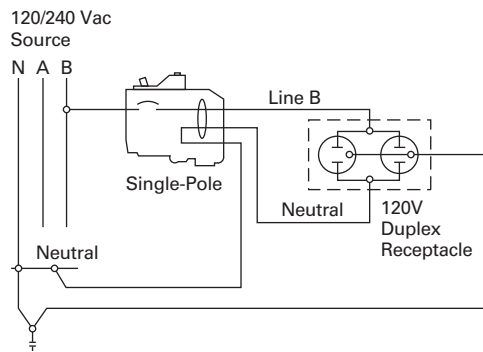 120/240 Vac
Source
N A B
Line B
Single-Pole
Neutral
120V
Duplex
Receptacle
Neutral